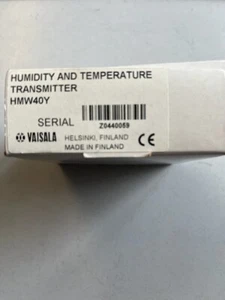 HUMIDITY AND TEMPERATURE
TRANSMITTER
HMW40Y
SERIAL
Z0440059
VAISALA HELSINKI, FINLAND
MADE IN FINLAND CE